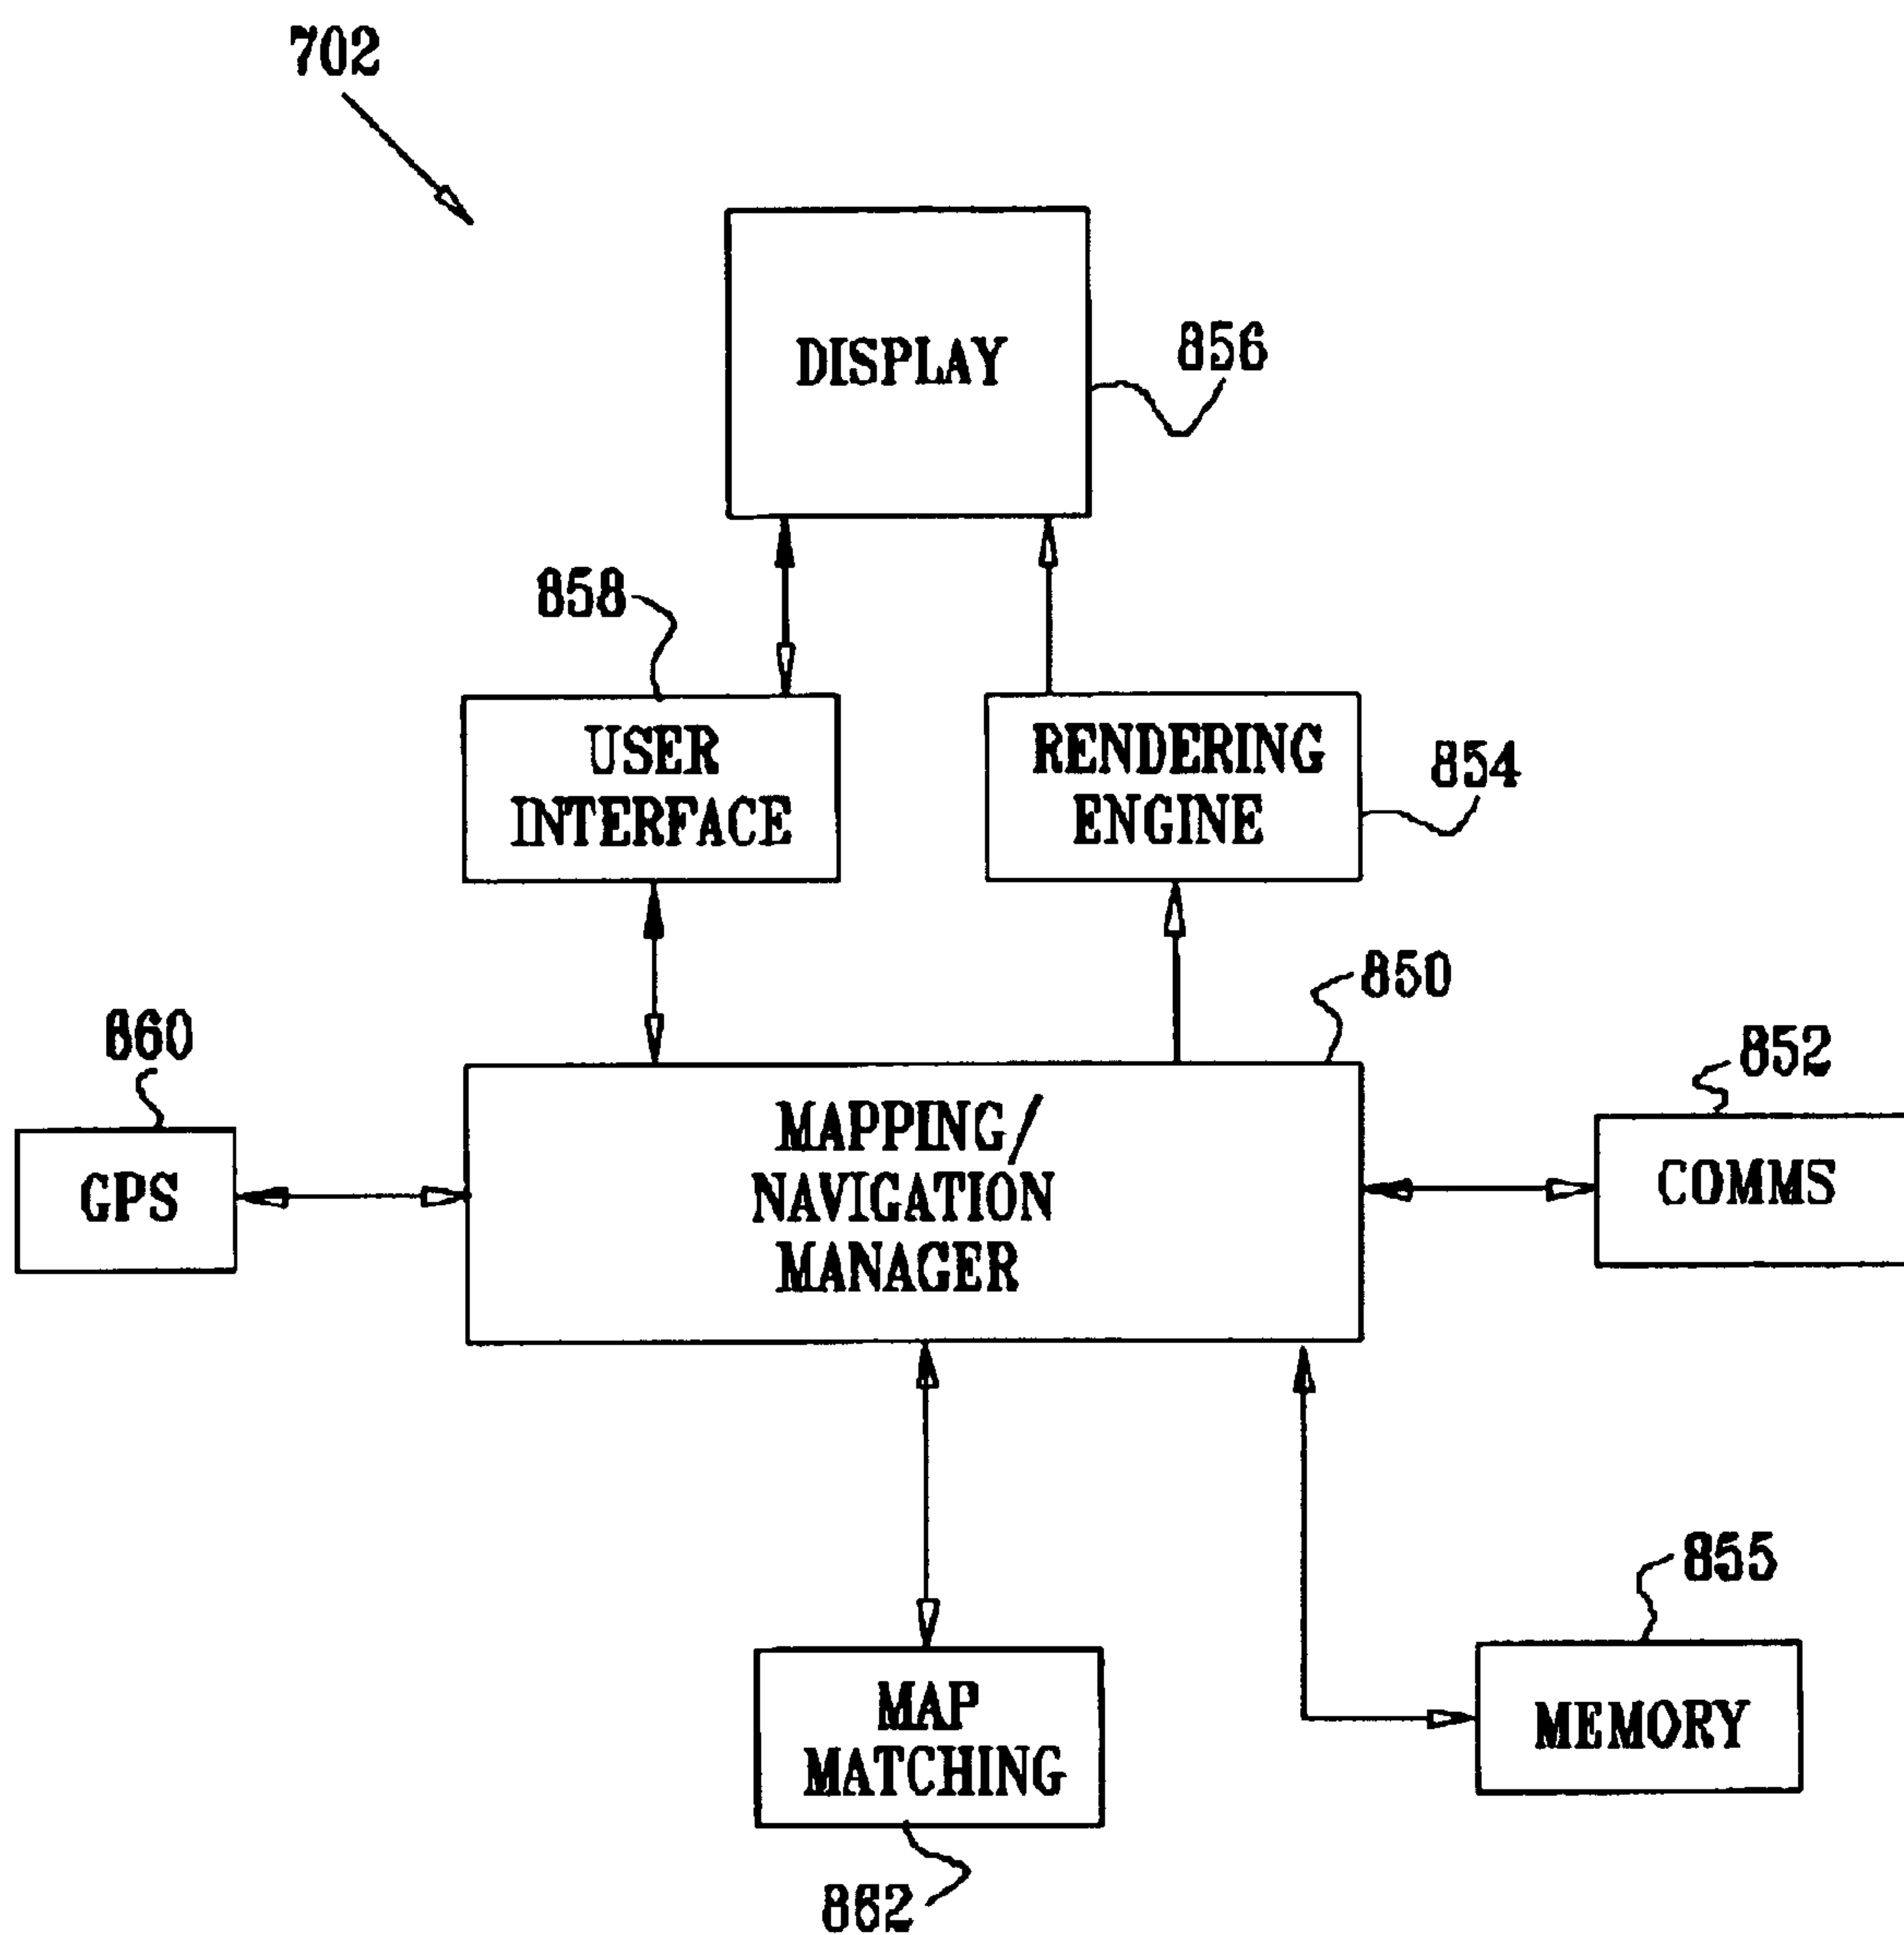 702
DISPLAY
856
858
USER
INTERFACE
RENDERING
ENGINE
854
850
860
852
GPS
MAPPING/
NAVIGATION
MANAGER
COMMS
855
MEMORY
MAP
MATCHING
862